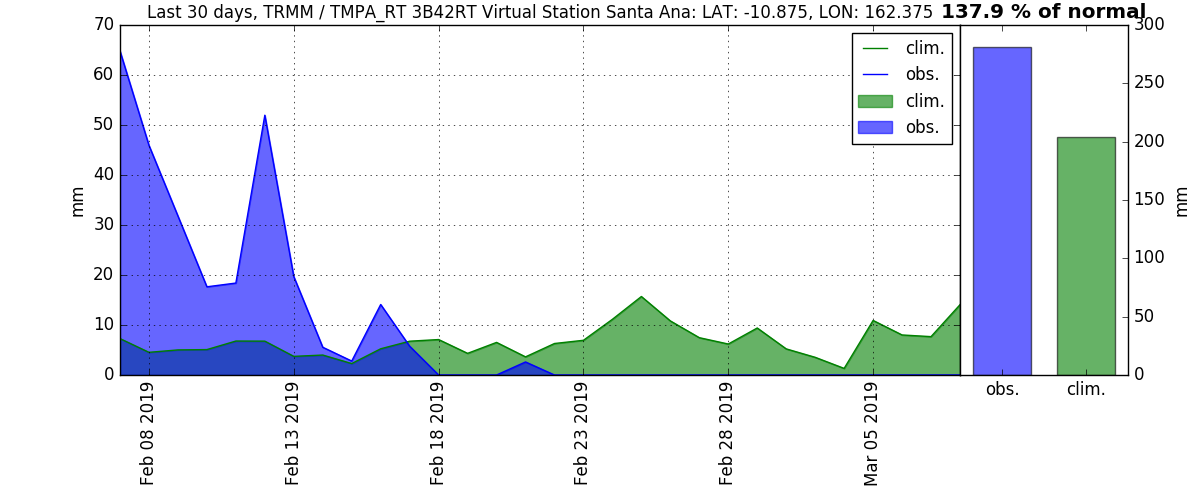 Last 30 days, TRMM / TMPA_RT 3B42RT Virtual Station Santa Ana: LAT: -10.875, LON: 162.375 137.9 % of normal
70
60
50
40
30
20
10
0
mm
clim.
obs.
clim.
obs.
Feb 08 2019
Feb 13 2019
Feb 18 2019
Feb 23 2019
Feb 28 2019
Mar 05 2019
300
250
200
150
100
50
0
mm
obs.
clim.